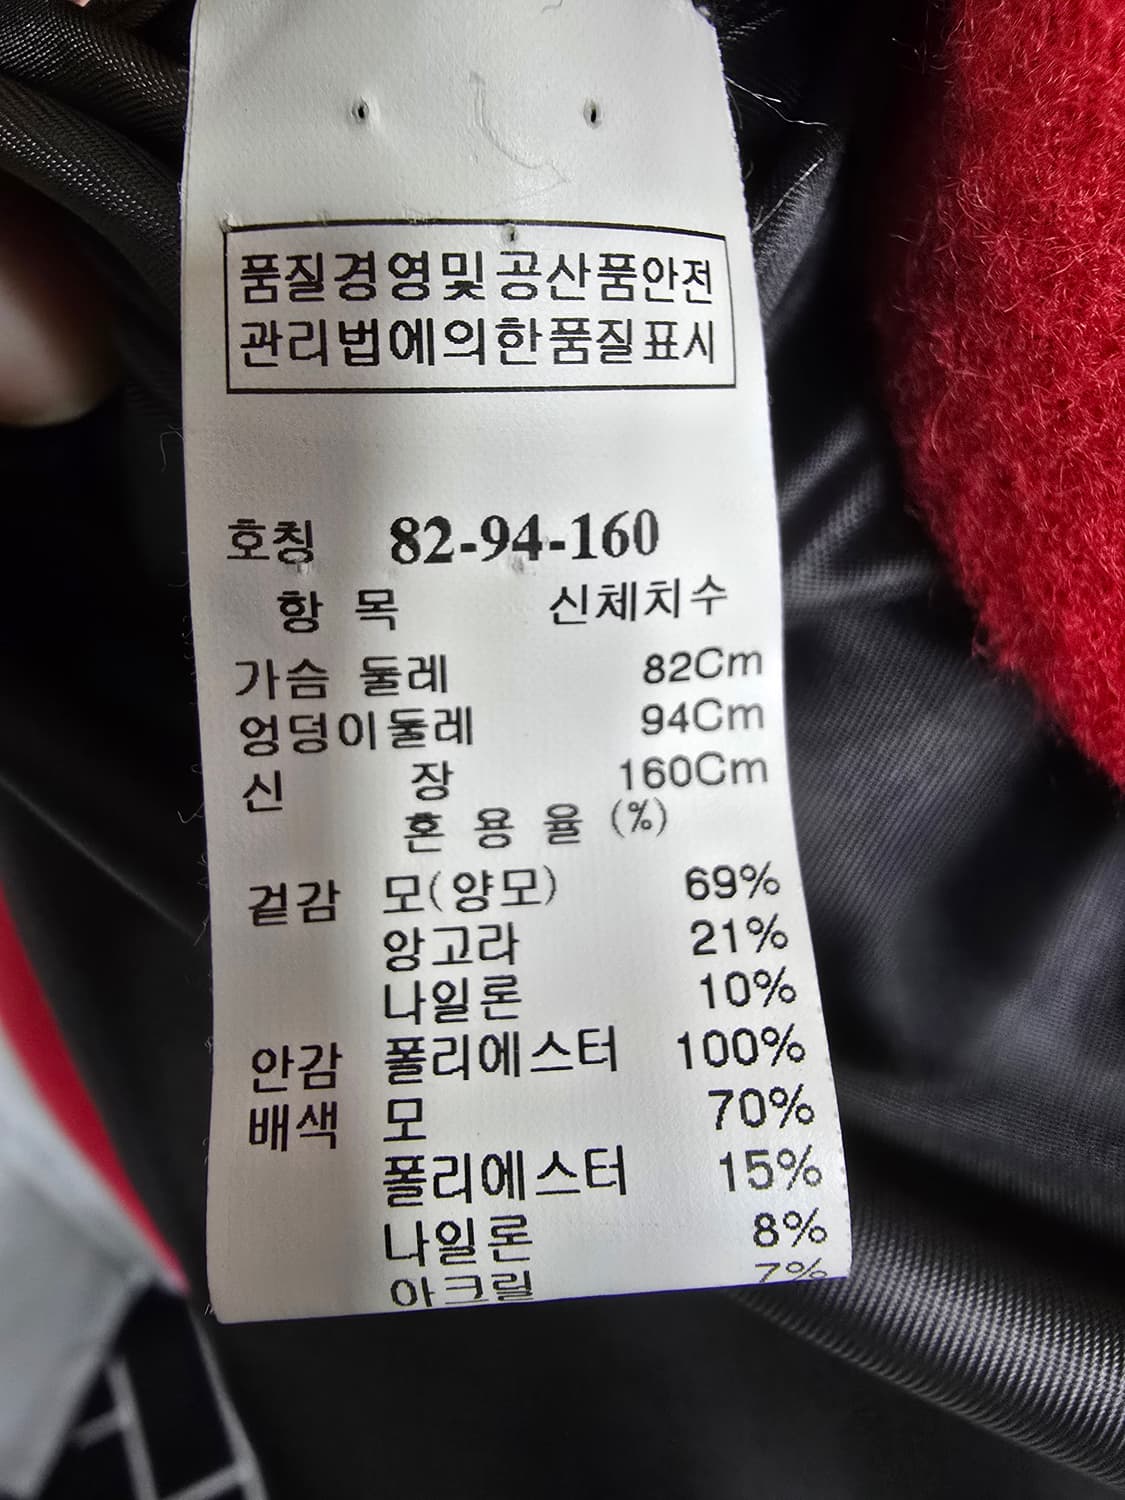 품질경영및공산품안전
관리법에의한품질표시
호칭 82-94-160
항 목 신체치수
가슴 둘레 82Cm
엉덩이둘레 94Cm
신 장 160Cm
혼 용 율 (%)
겉감 모(양모) 69%
앙고라 21%
나일론 10%
안감 폴리에스터 100%
배색 모 70%
폴리에스터 15%
나일론 8%
아크릴 7%